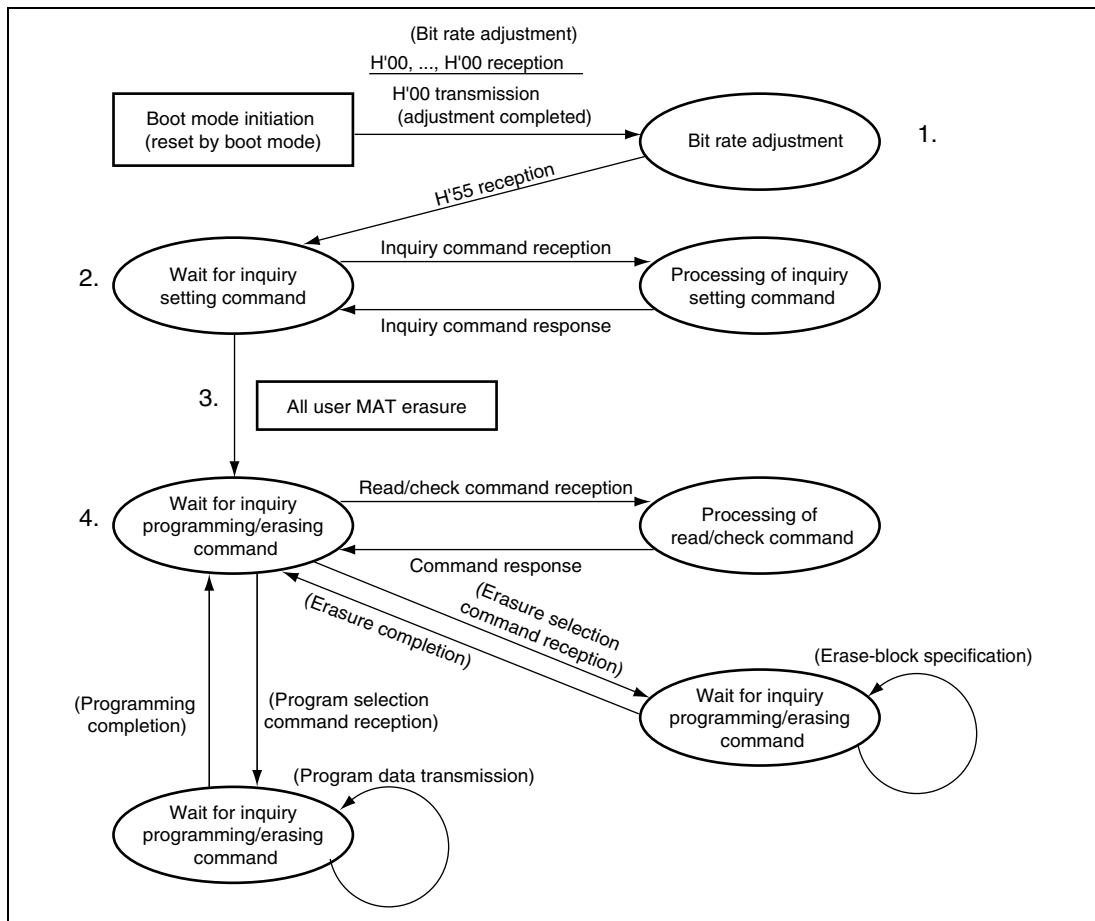 (Bit rate adjustment)
H'00, ..., H'00 reception
H'00 transmission
(adjustment completed)
Boot mode initiation
(reset by boot mode)
Bit rate adjustment
1.
H'55 reception
2.
Wait for inquiry
setting command
Inquiry command reception
Processing of inquiry
setting command
Inquiry command response
3.
All user MAT erasure
4.
Wait for inquiry
programming/erasing
command
Read/check command reception
Processing of
read/check command
Command response
(Erasure selection
command reception)
(Erasure completion)
(Erase-block specification)
Wait for inquiry
programming/erasing
command
(Programming
completion)
(Program selection
command reception)
(Program data transmission)
Wait for inquiry
programming/erasing
command